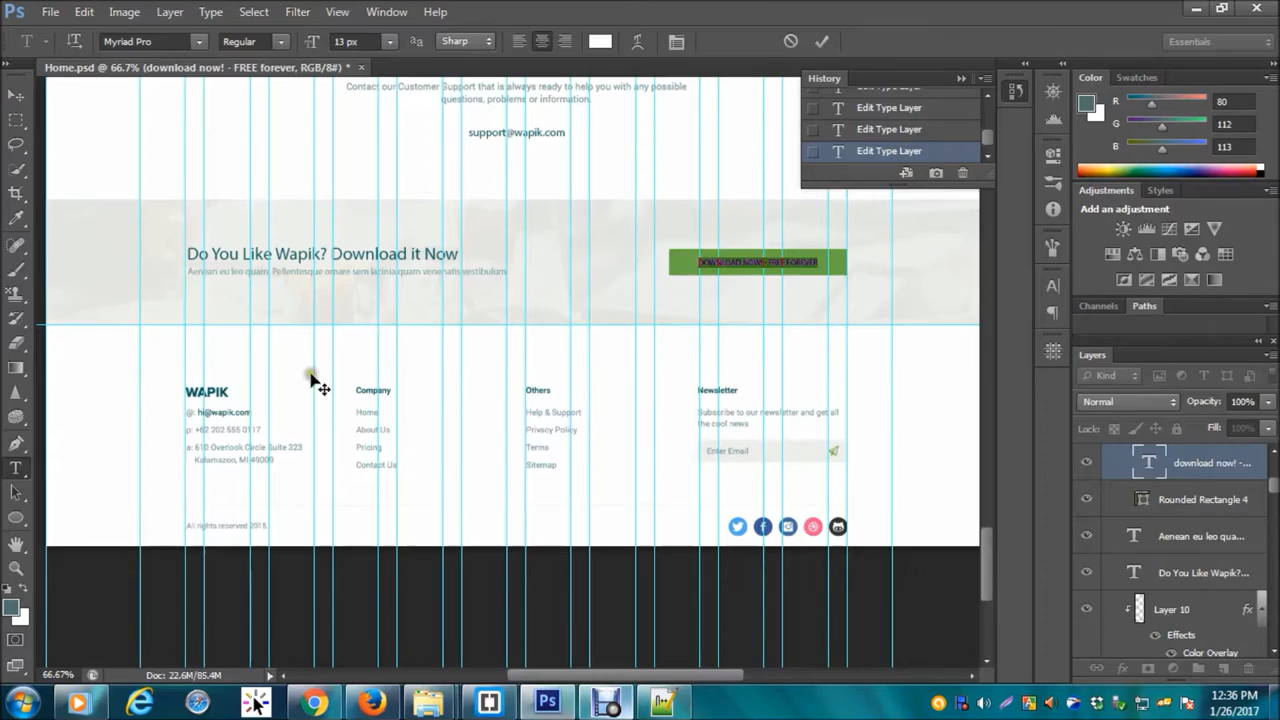 Ps File Edit Image Layer Type Select Filter View Window Help
T Myriad Pro Regular 13 px Sharp Essentials
Home.psd @ 66.7% (download now! - FREE forever, RGB/8#) * ×
History
Edit Type Layer
Edit Type Layer
Edit Type Layer
Color Swatches
R 80
G 112
B 113
Adjustments Styles
Add an adjustment
Channels Paths
Layers
Kind
Normal Opacity: 100%
Lock: Fill: 100%
T download now! -...
Rounded Rectangle 4
T Aenean eu leo qua...
T Do You Like Wapik?...
Layer 10 fx
Effects
Color Overlay
Contact our Customer Support that is always ready to help you with any possible
questions, problems or information.
support@wapik.com
Do You Like Wapik? Download it Now
Aenean eu leo quam. Pellentesque ornare sem lacinia quam venenatis vestibulum.
DOWNLOAD NOW! - FREE FOREVER
WAPIK
@: hi@wapik.com
p: +62 202 555 0117
a: 610 Overlook Circle Suite 323
Kalamazoo, MI 49009
Company
Home
About Us
Pricing
Contact Us
Others
Help & Support
Privacy Policy
Terms
Sitemap
Newsletter
Subscribe to our newsletter and get all
the cool news
Enter Email
All rights reserved 2015.
66.67% Doc: 22.6M/85.4M
12:36 PM
1/26/2017